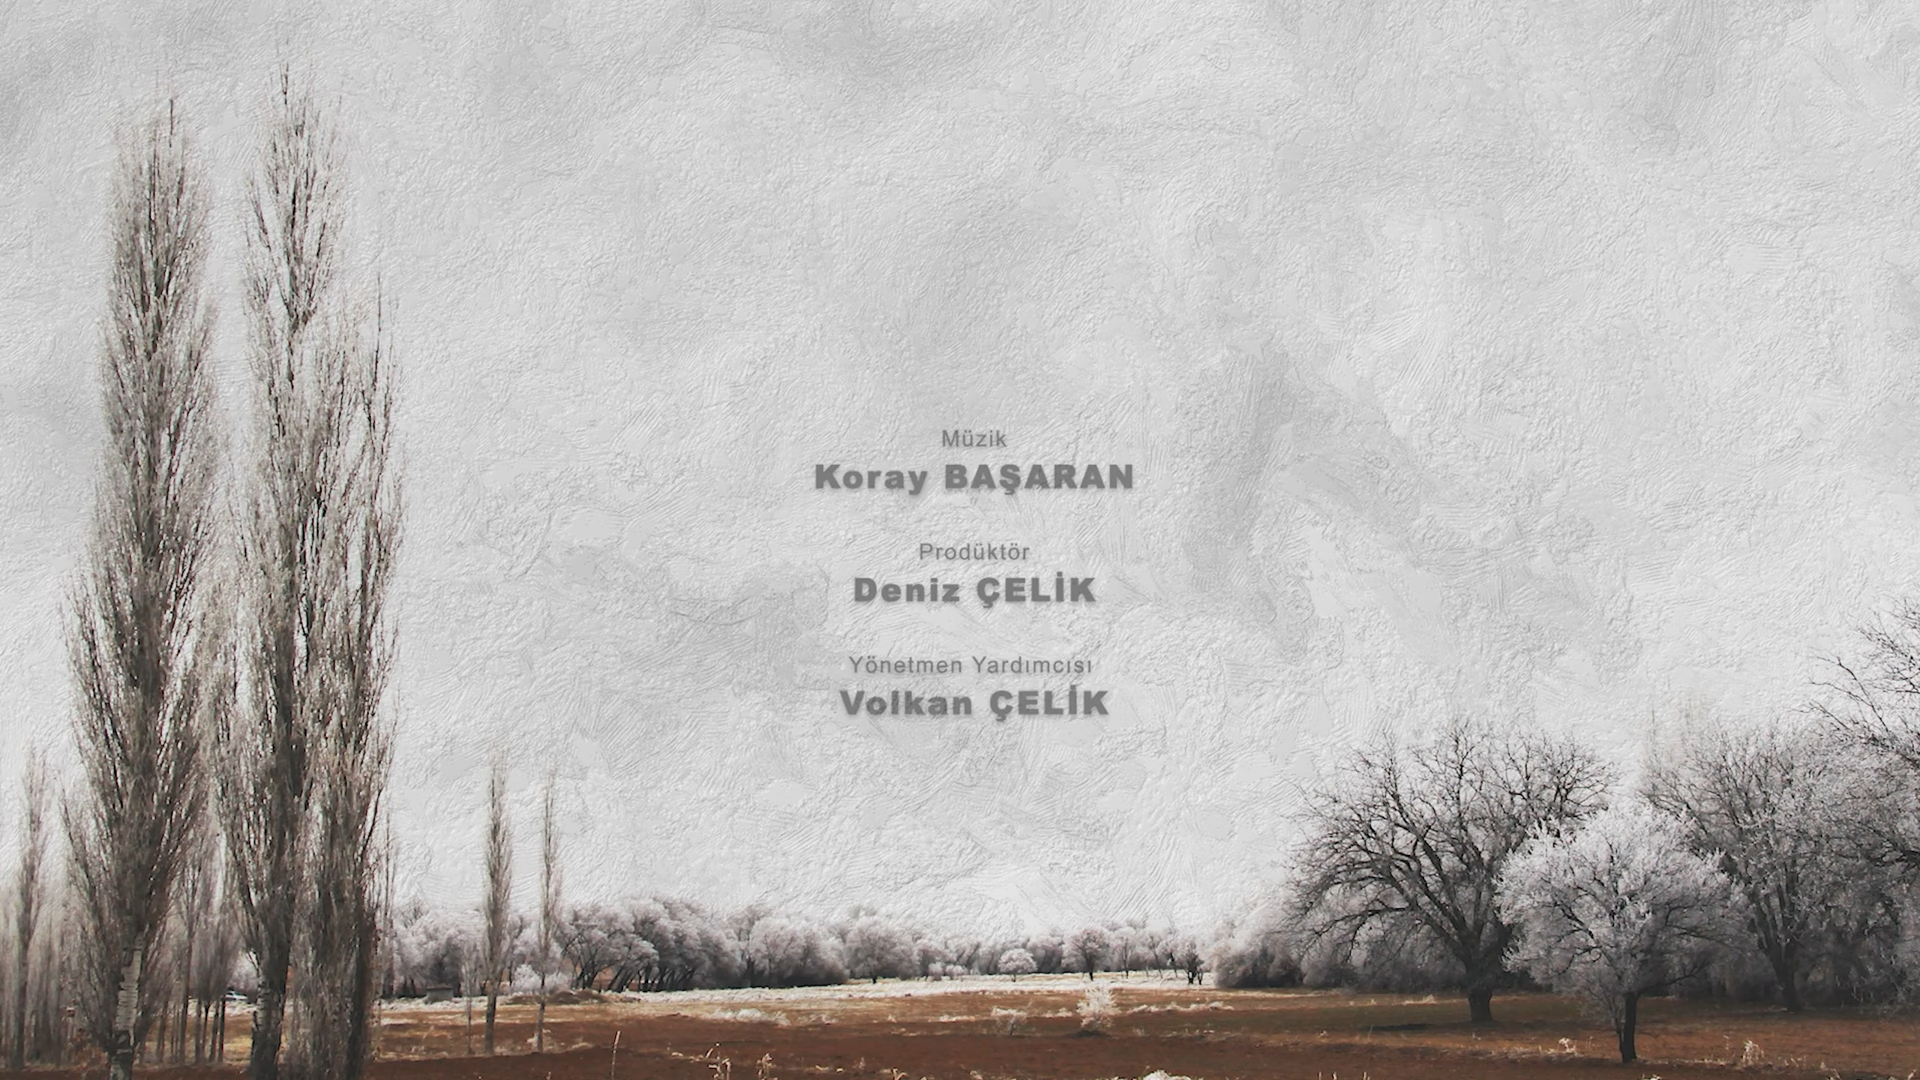 Müzik
Koray BAŞARAN
Prodüktör
Deniz ÇELİK
Yönetmen Yardımcısı
Volkan ÇELİK